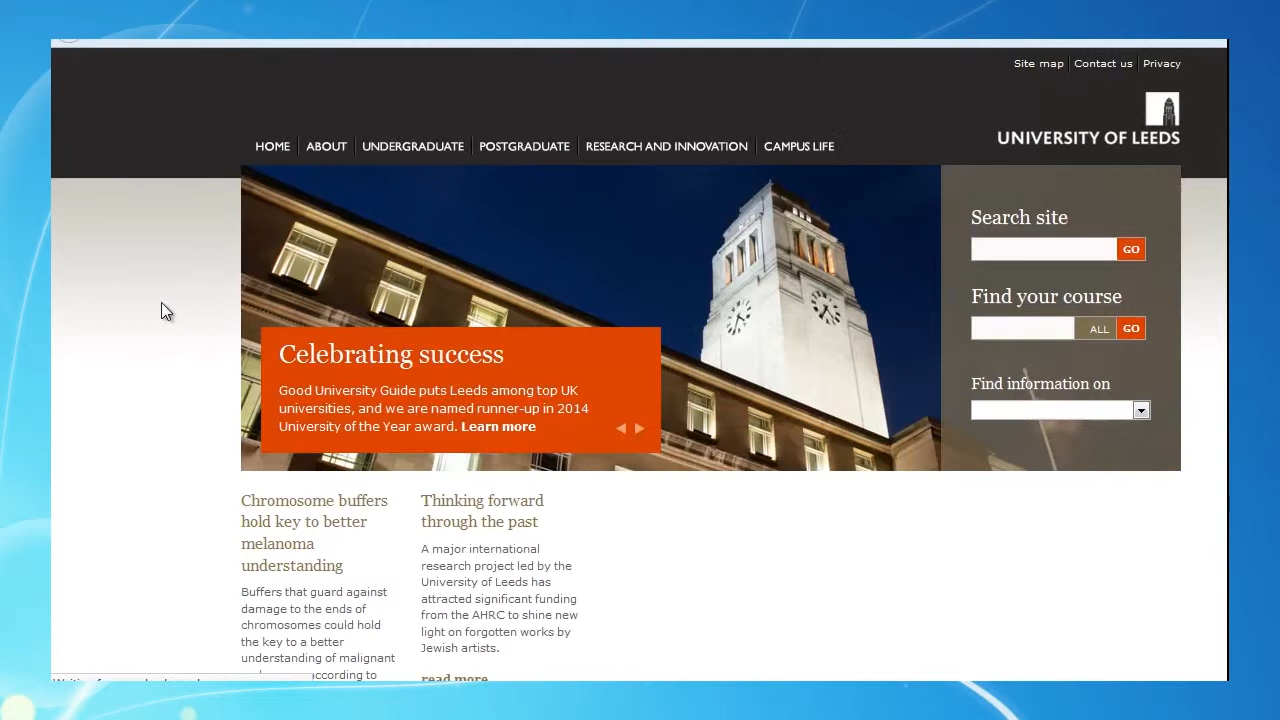 Site map
Contact us
Privacy
UNIVERSITY OF LEEDS
HOME
ABOUT
UNDERGRADUATE
POSTGRADUATE
RESEARCH AND INNOVATION
CAMPUS LIFE
Celebrating success
Good University Guide puts Leeds among top UK
universities, and we are named runner-up in 2014
University of the Year award. Learn more
Search site
GO
Find your course
ALL
GO
Find information on
Chromosome buffers
hold key to better
melanoma
understanding
Buffers that guard against
damage to the ends of
chromosomes could hold
the key to a better
understanding of malignant
according to
Thinking forward
through the past
A major international
research project led by the
University of Leeds has
attracted significant funding
from the AHRC to shine new
light on forgotten works by
Jewish artists.
read more